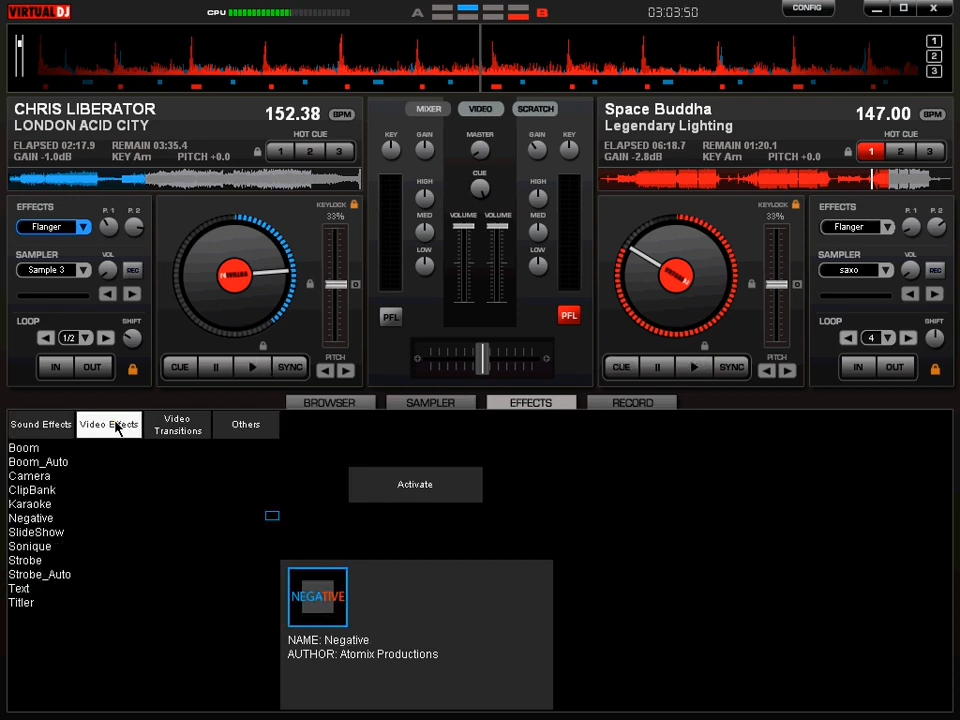 VIRTUAL DJ
CPU
A
B
03:03:50
CONFIG
X
1
2
3
CHRIS LIBERATOR
LONDON ACID CITY
152.38 BPM
HOT CUE
ELAPSED 02:17.9 REMAIN 03:35.4
GAIN -1.0dB KEY Am PITCH +0.0
1 2 3
MIXER VIDEO SCRATCH
KEY GAIN MASTER GAIN KEY
CUE
HIGH HIGH
MED VOLUME VOLUME MED
LOW LOW
PFL PFL
Space Buddha
Legendary Lighting
147.00 BPM
HOT CUE
ELAPSED 06:18.7 REMAIN 01:20.1
GAIN -2.8dB KEY Am PITCH +0.0
1 2 3
EFFECTS P. 1 P. 2
Flanger
SAMPLER VOL
Sample 3 REC
LOOP SHIFT
1/2
IN OUT
KEYLOCK
33%
CUE SYNC
PITCH
KEYLOCK
33%
CUE SYNC
PITCH
EFFECTS P. 1 P. 2
Flanger
SAMPLER VOL
saxo REC
LOOP SHIFT
4
IN OUT
BROWSER SAMPLER EFFECTS RECORD
Sound Effects Video Effects Video Transitions Others
Boom
Boom_Auto
Camera
ClipBank
Karaoke
Negative
SlideShow
Sonique
Strobe
Strobe_Auto
Text
Titler
Activate
NEGATIVE
NAME: Negative
AUTHOR: Atomix Productions